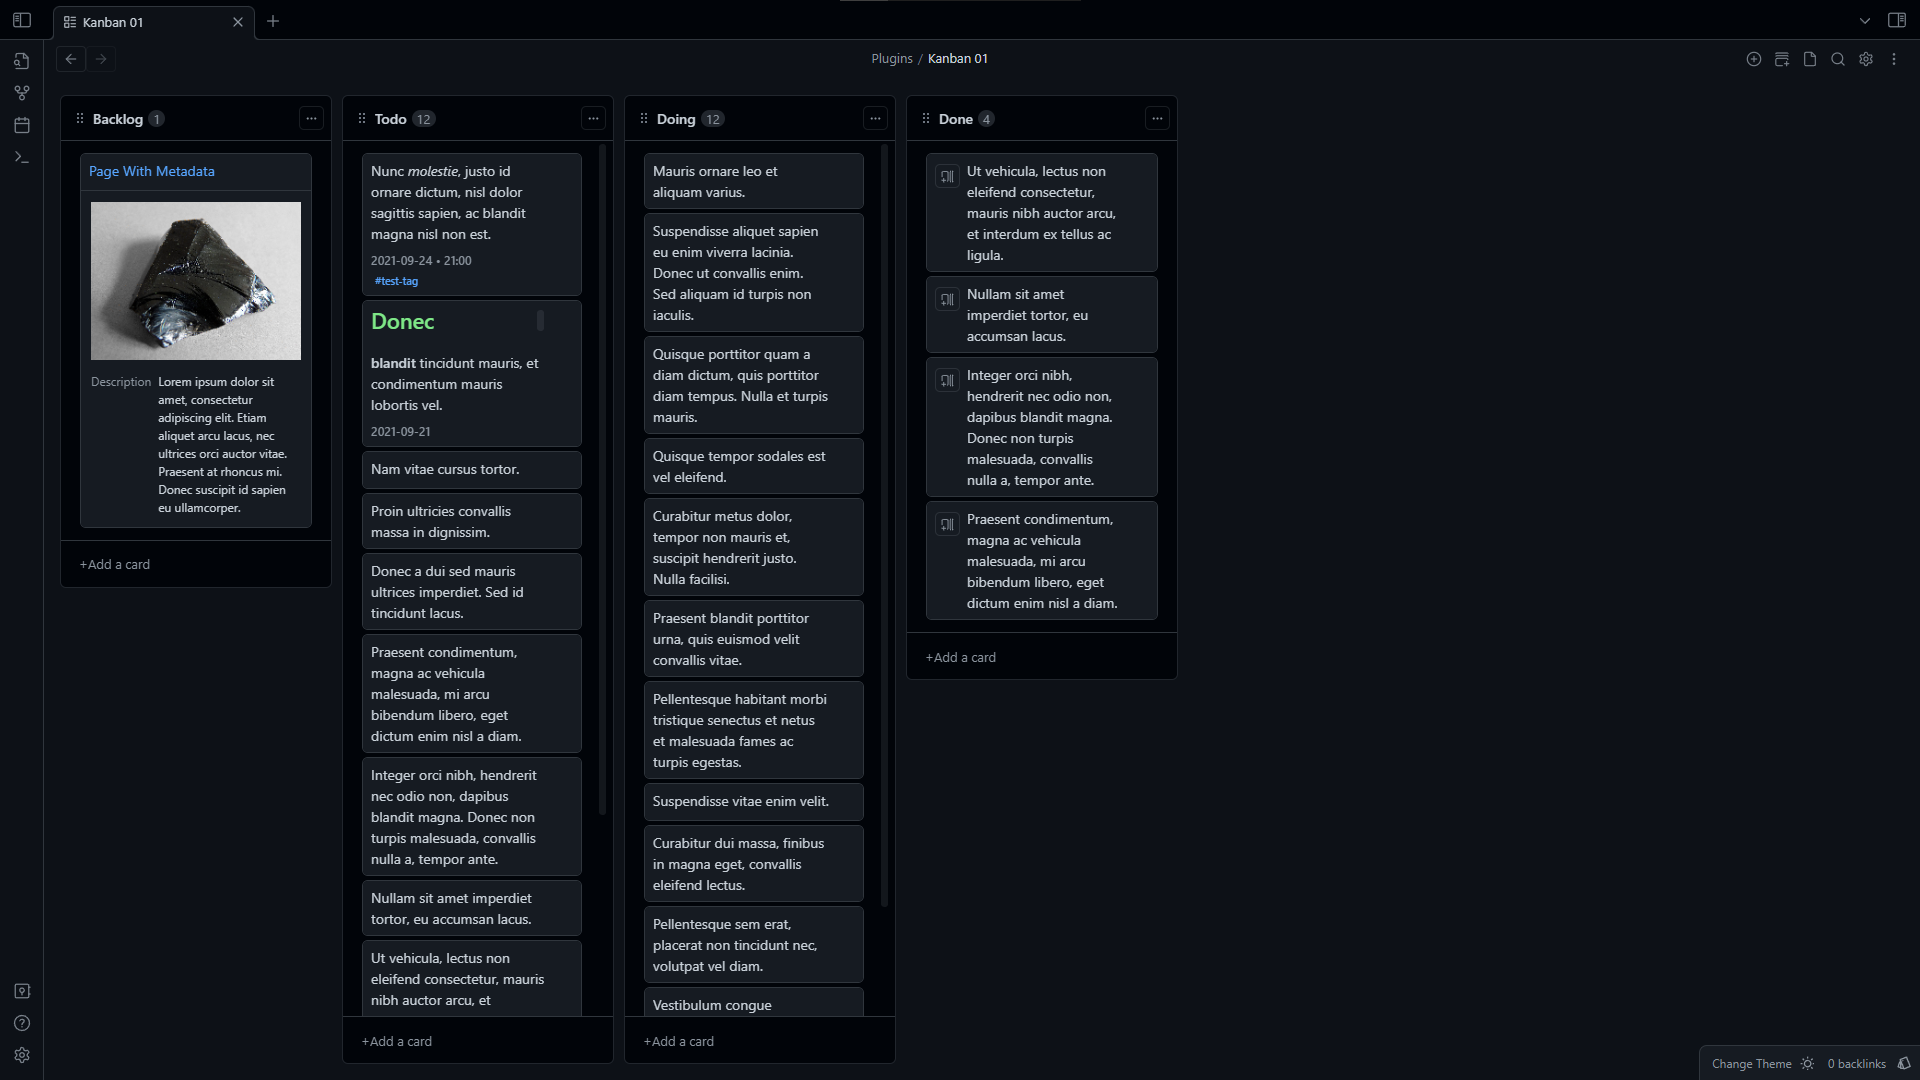 Kanban 01
Plugins / Kanban 01
Backlog 1
Page With Metadata
Description Lorem ipsum dolor sit
amet, consectetur
adipiscing elit. Etiam
aliquet arcu lacus, nec
ultrices orci auctor vitae.
Praesent at rhoncus mi.
Donec suscipit id sapien
eu ullamcorper.
+Add a card
Todo 12
Nunc molestie, justo id
ornare dictum, nisl dolor
sagittis sapien, ac blandit
magna nisl non est.
2021-09-24 • 21:00
#test-tag
Donec
blandit tincidunt mauris, et
condimentum mauris
lobortis vel.
2021-09-21
Nam vitae cursus tortor.
Proin ultricies convallis
massa in dignissim.
Donec a dui sed mauris
ultrices imperdiet. Sed id
tincidunt lacus.
Praesent condimentum,
magna ac vehicula
malesuada, mi arcu
bibendum libero, eget
dictum enim nisl a diam.
Integer orci nibh, hendrerit
nec odio non, dapibus
blandit magna. Donec non
turpis malesuada, convallis
nulla a, tempor ante.
Nullam sit amet imperdiet
tortor, eu accumsan lacus.
Ut vehicula, lectus non
eleifend consectetur, mauris
nibh auctor arcu, et
+Add a card
Doing 12
Mauris ornare leo et
aliquam varius.
Suspendisse aliquet sapien
eu enim viverra lacinia.
Donec ut convallis enim.
Sed aliquam id turpis non
iaculis.
Quisque porttitor quam a
diam dictum, quis porttitor
diam tempus. Nulla et turpis
mauris.
Quisque tempor sodales est
vel eleifend.
Curabitur metus dolor,
tempor non mauris et,
suscipit hendrerit justo.
Nulla facilisi.
Praesent blandit porttitor
urna, quis euismod velit
convallis vitae.
Pellentesque habitant morbi
tristique senectus et netus
et malesuada fames ac
turpis egestas.
Suspendisse vitae enim velit.
Curabitur dui massa, finibus
in magna eget, convallis
eleifend lectus.
Pellentesque sem erat,
placerat non tincidunt nec,
volutpat vel diam.
Vestibulum congue
+Add a card
Done 4
Ut vehicula, lectus non
eleifend consectetur,
mauris nibh auctor arcu,
et interdum ex tellus ac
ligula.
Nullam sit amet
imperdiet tortor, eu
accumsan lacus.
Integer orci nibh,
hendrerit nec odio non,
dapibus blandit magna.
Donec non turpis
malesuada, convallis
nulla a, tempor ante.
Praesent condimentum,
magna ac vehicula
malesuada, mi arcu
bibendum libero, eget
dictum enim nisl a diam.
+Add a card
Change Theme
0 backlinks